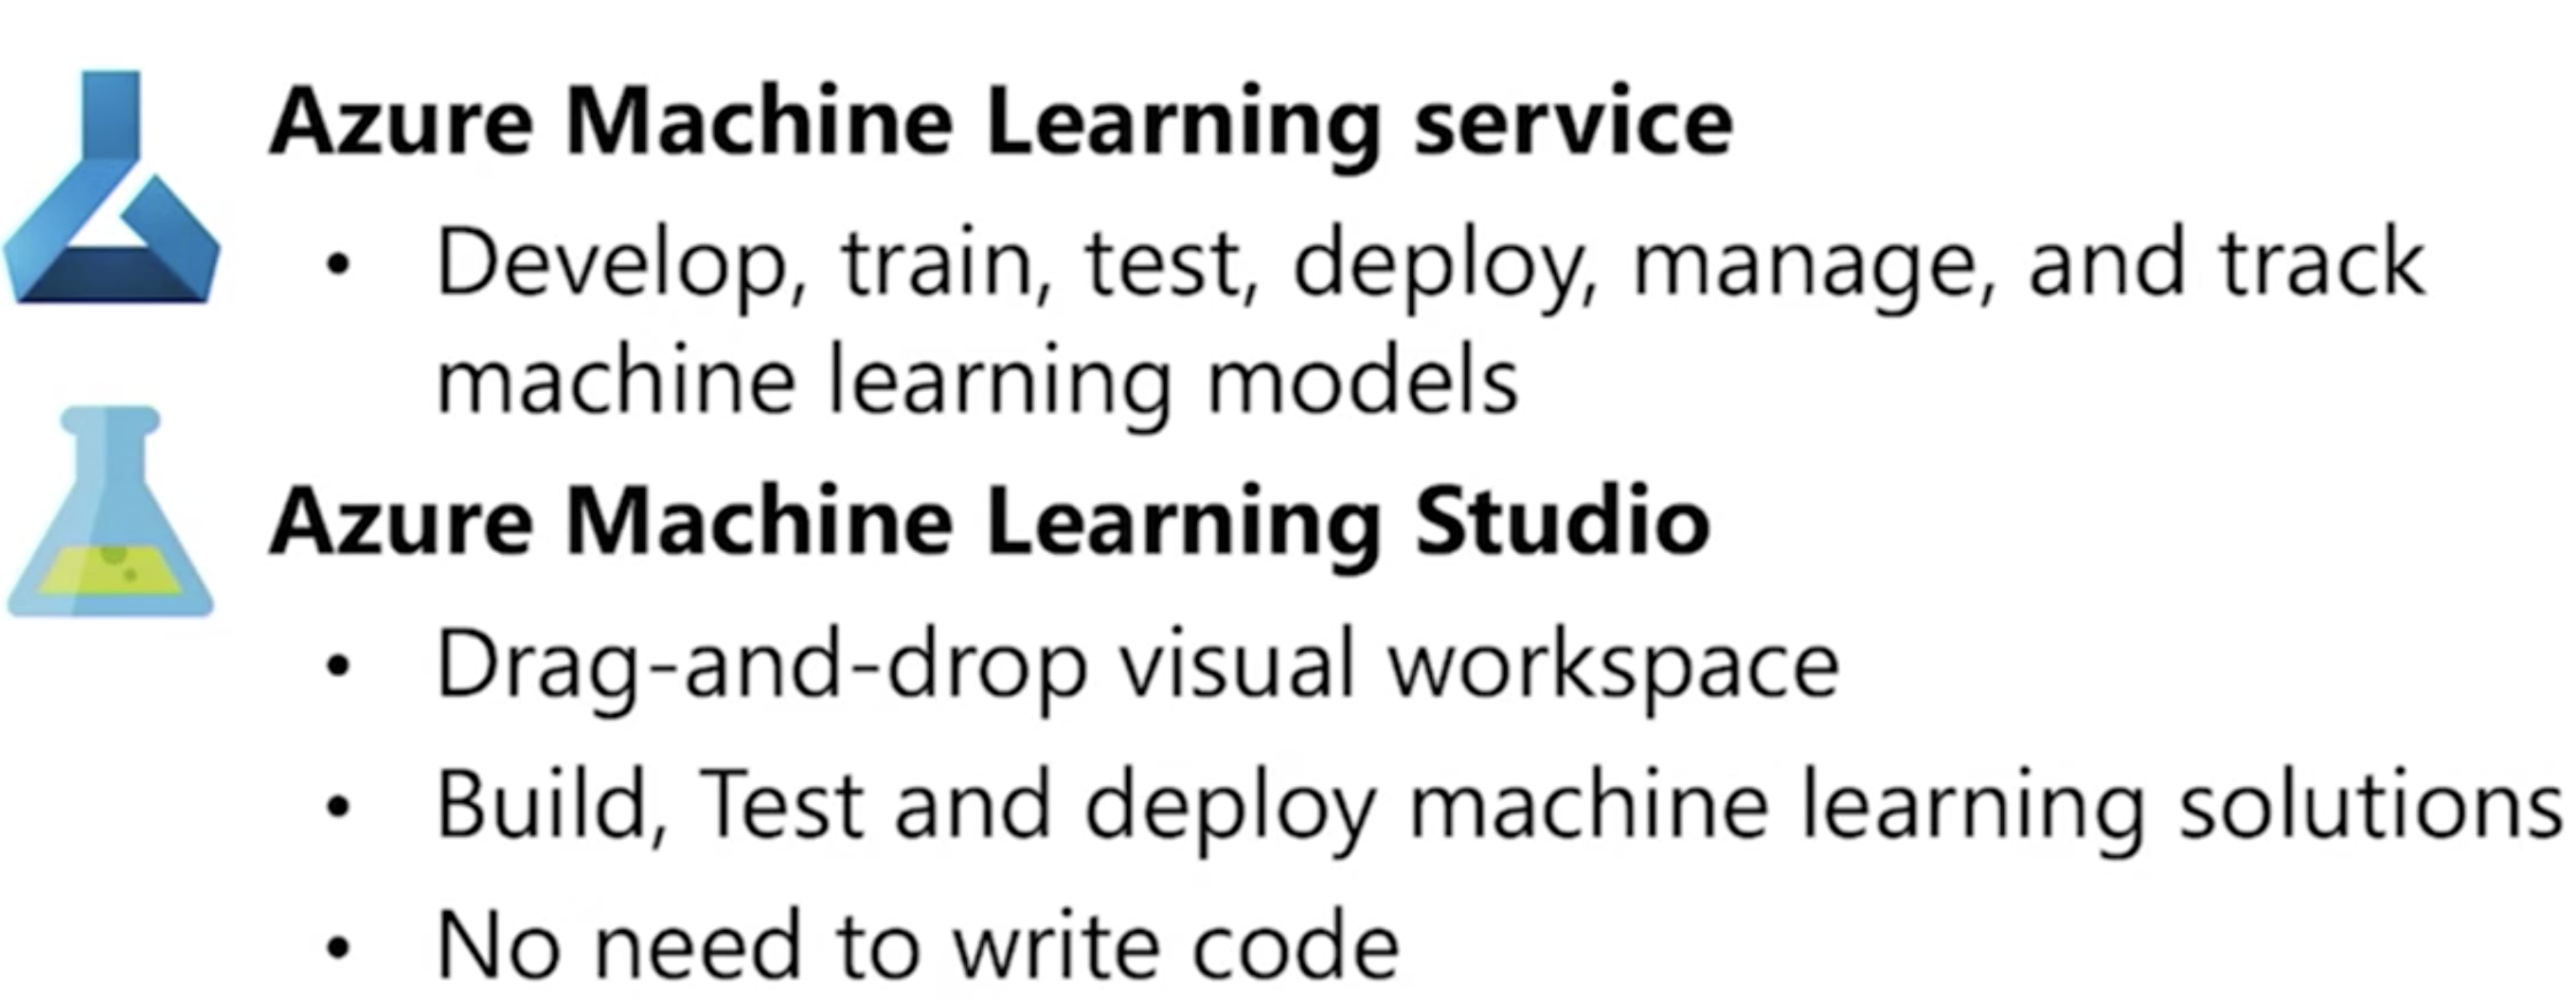 Azure Machine Learning service
• Develop, train, test, deploy, manage, and track
machine learning models
Azure Machine Learning Studio
• Drag-and-drop visual workspace
• Build, Test and deploy machine learning solutions
• No need to write code